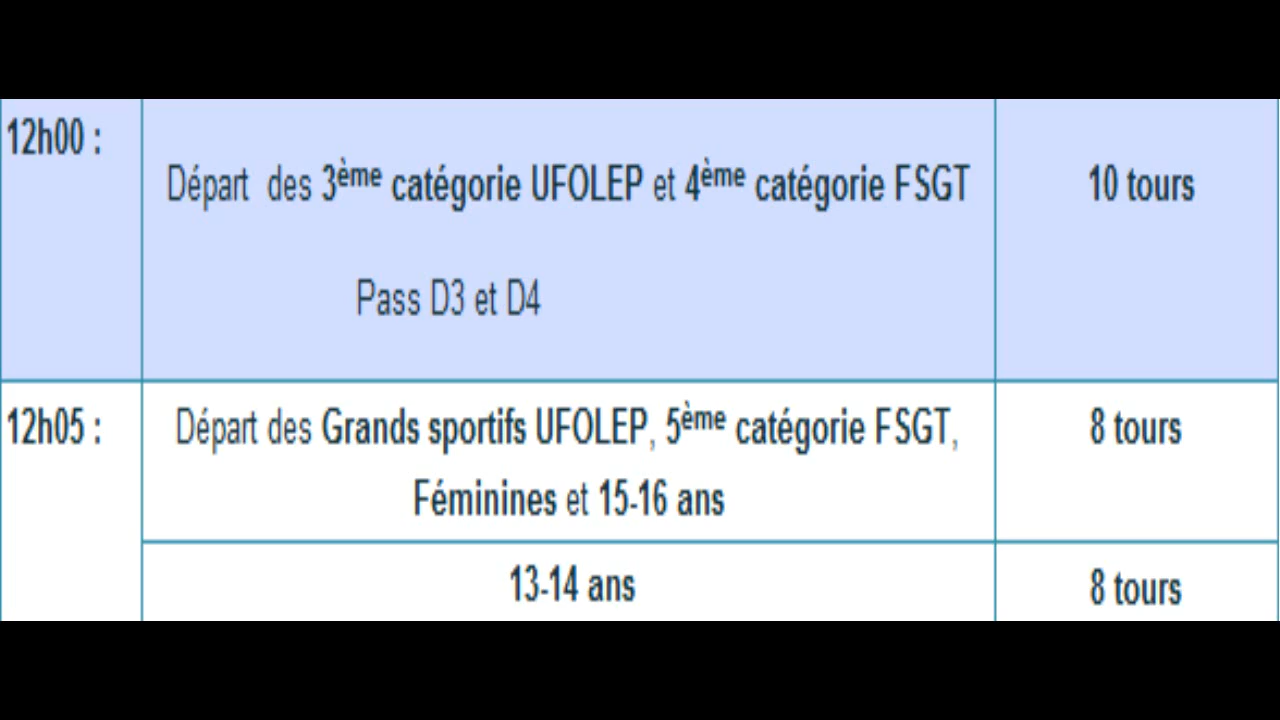 12h00 :
Départ des 3ème catégorie UFOLEP et 4ème catégorie FSGT
10 tours
Pass D3 et D4
12h05 :
Départ des Grands sportifs UFOLEP, 5ème catégorie FSGT,
8 tours
Féminines et 15-16 ans
13-14 ans
8 tours